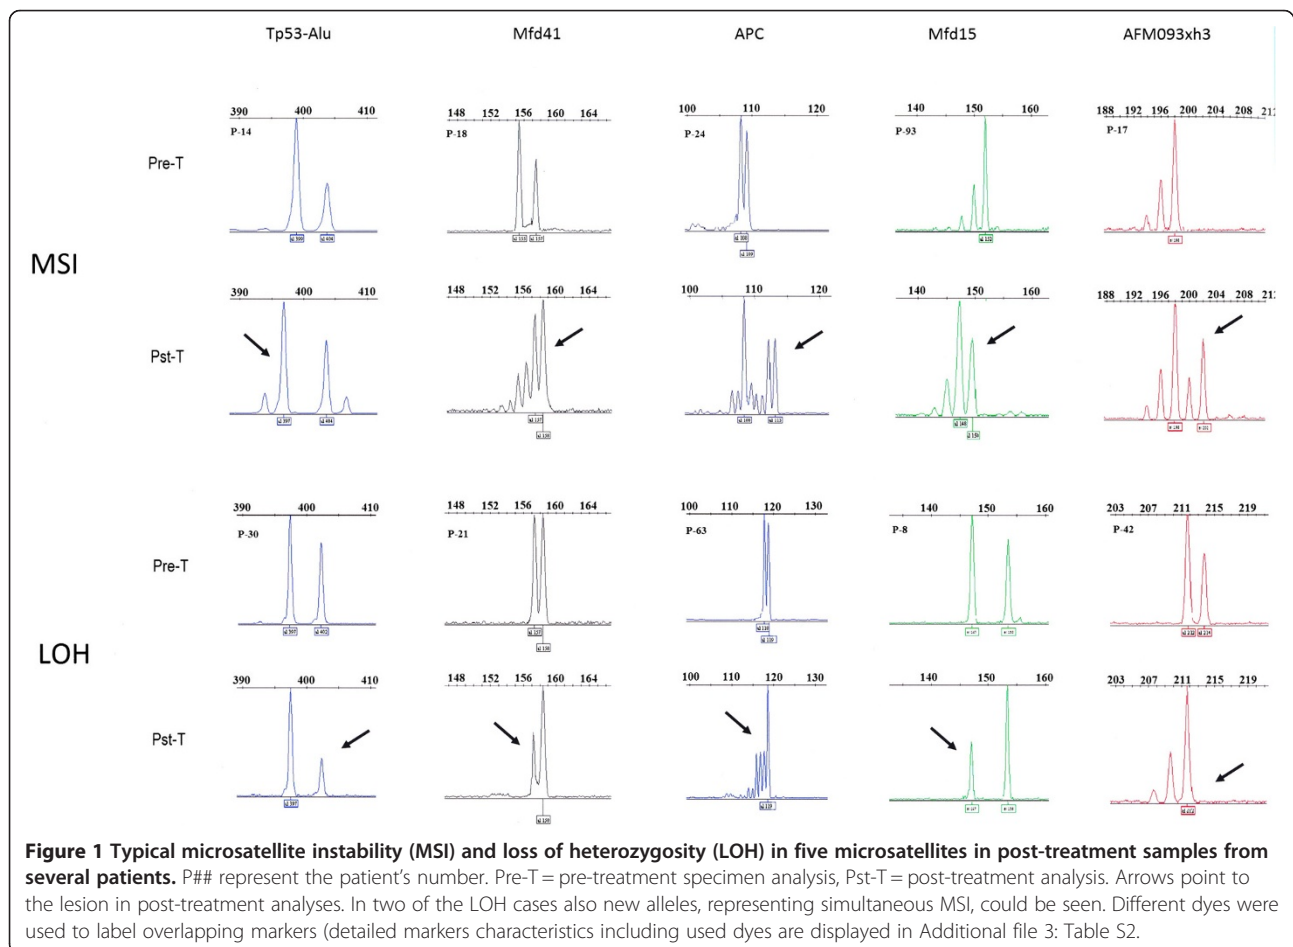 Tp53-Alu Mfd41 APC Mfd15 AFM093xh3
390 400 410 148 152 156 160 164 100 110 120 140 150 160 188 192 196 200 204 208
P-14 P-18 P-24 P-93 P-17
Pre-T
MSI
390 400 410 148 152 156 160 164 100 110 120 140 150 160 188 192 196 200 204 208
Pst-T
390 400 410 148 152 156 160 164 100 110 120 130 140 150 160 203 207 211 215 219
P-30 P-21 P-63 P-8 P-42
Pre-T
LOH
390 400 410 148 152 156 160 164 100 110 120 130 140 150 160 203 207 211 215 219
Pst-T
Figure 1 Typical microsatellite instability (MSI) and loss of heterozygosity (LOH) in five microsatellites in post-treatment samples from
several patients. P## represent the patient's number. Pre-T = pre-treatment specimen analysis, Pst-T = post-treatment analysis. Arrows point to
the lesion in post-treatment analyses. In two of the LOH cases also new alleles, representing simultaneous MSI, could be seen. Different dyes were
used to label overlapping markers (detailed markers characteristics including used dyes are displayed in Additional file 3: Table S2.